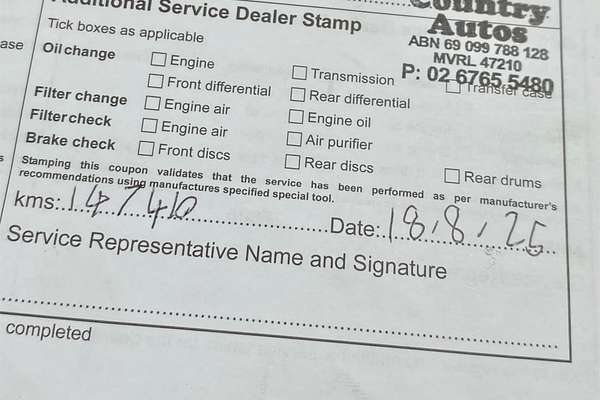 Additional Service Dealer Stamp
Country
Autos
ABN 69 099 788 128
MVRL 47210
P: 02 6765 5480
Tick boxes as applicable
Oil change Engine Transmission Transfer case
Front differential Rear differential
Filter change Engine air Engine oil
Filter check Engine air Air purifier
Brake check Front discs Rear discs Rear drums
Stamping this coupon validates that the service has been performed as per manufacturer's
recommendations using manufactures specified special tool.
kms: 147410 Date: 18.8.25
Service Representative Name and Signature
completed